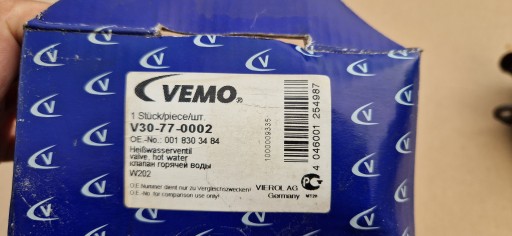 VEMO®
1 Stück/piece/шт.
V30-77-0002
OE.-No.: 001 830 34 84
Heißwasserventil
valve, hot water
клапан горячей воды
W202
O.E.Nummer dient nur zu Vergleichszwecken!
O.E.-No. for comparison use only!
VIEROL AG
Germany
1000009335
4 046001 254987